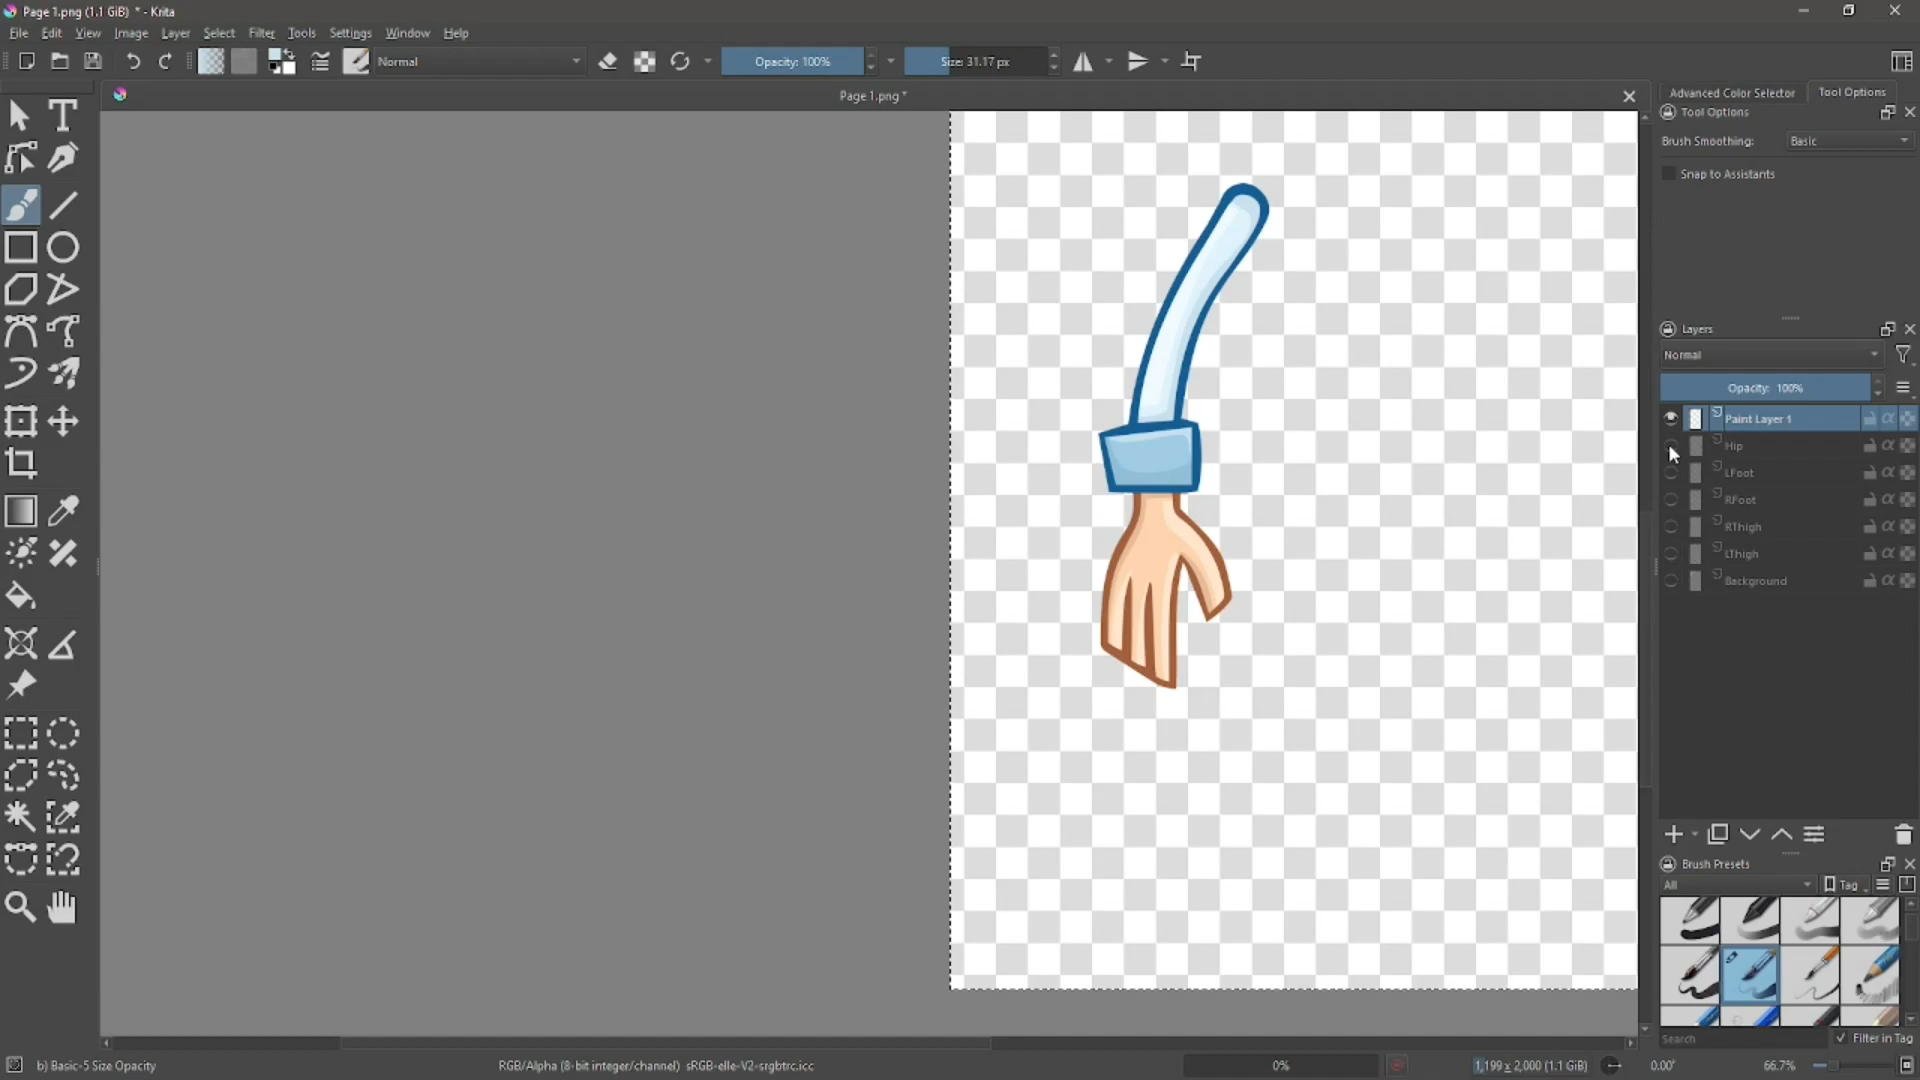 Page 1.png (1.1 GiB) * - Krita
File Edit View Image Layer Select Filter Tools Settings Window Help
Normal Opacity: 100% Size: 31.17 px
Page 1.png *
Advanced Color Selector Tool Options
Tool Options
Brush Smoothing: Basic
Snap to Assistants
Layers
Normal
Opacity: 100%
Paint Layer 1
Hip
LFoot
RFoot
RThigh
LThigh
Background
Brush Presets
All Tag
Search Filter in Tag
b) Basic-5 Size Opacity RGB/Alpha (8-bit integer/channel) sRGB-elle-V2-srgbtrc.icc 0% 1,199 x 2,000 (1.1 GiB) 0.00° 66.7%